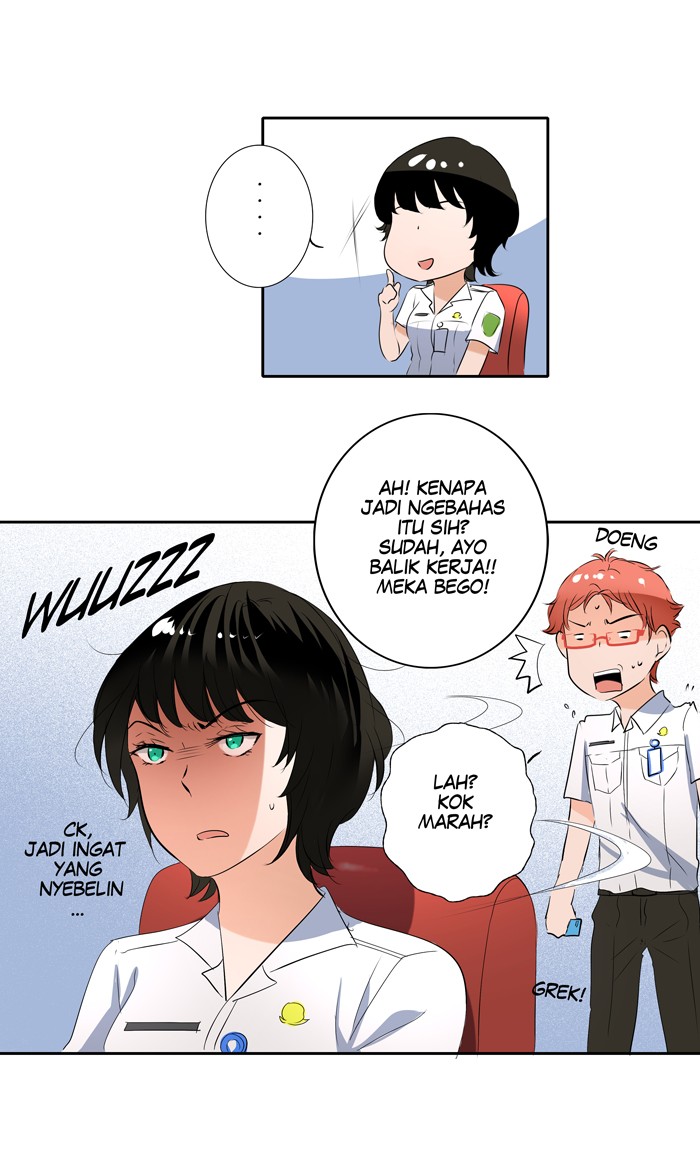 ....
AH! KENAPA
JADI NGEBAHAS
ITU SIH?
SUDAH, AYO
BALIK KERJA!!
MEKA BEGO!
DOENG
WUUZZZ
LAH?
KOK
MARAH?
CK,
JADI INGAT
YANG
NYEBELIN
...
GREK!